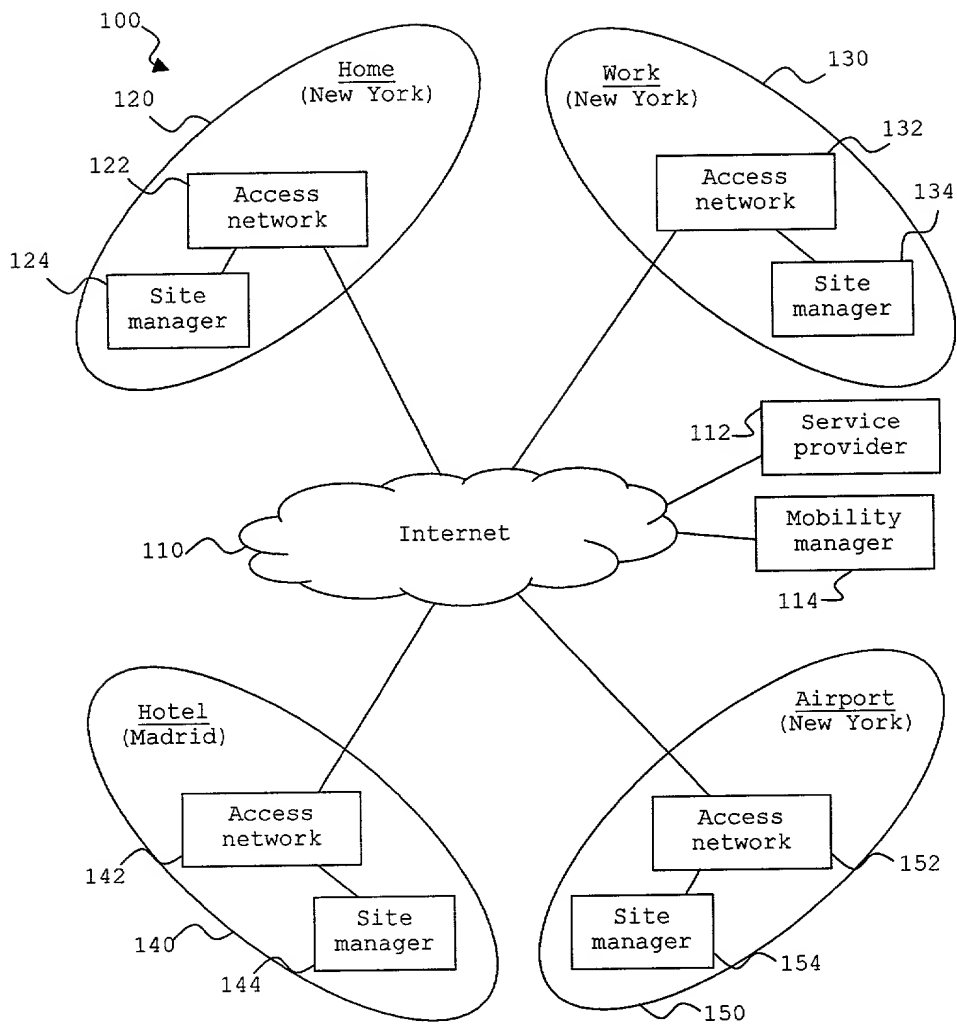 100
120
Home
(New York)
122
Access
network
124
Site
manager
130
Work
(New York)
132
Access
network
134
Site
manager
112
Service
provider
110
Internet
Mobility
manager
114
Hotel
(Madrid)
Access
network
142
Site
manager
140
144
Airport
(New York)
Access
network
152
Site
manager
154
150